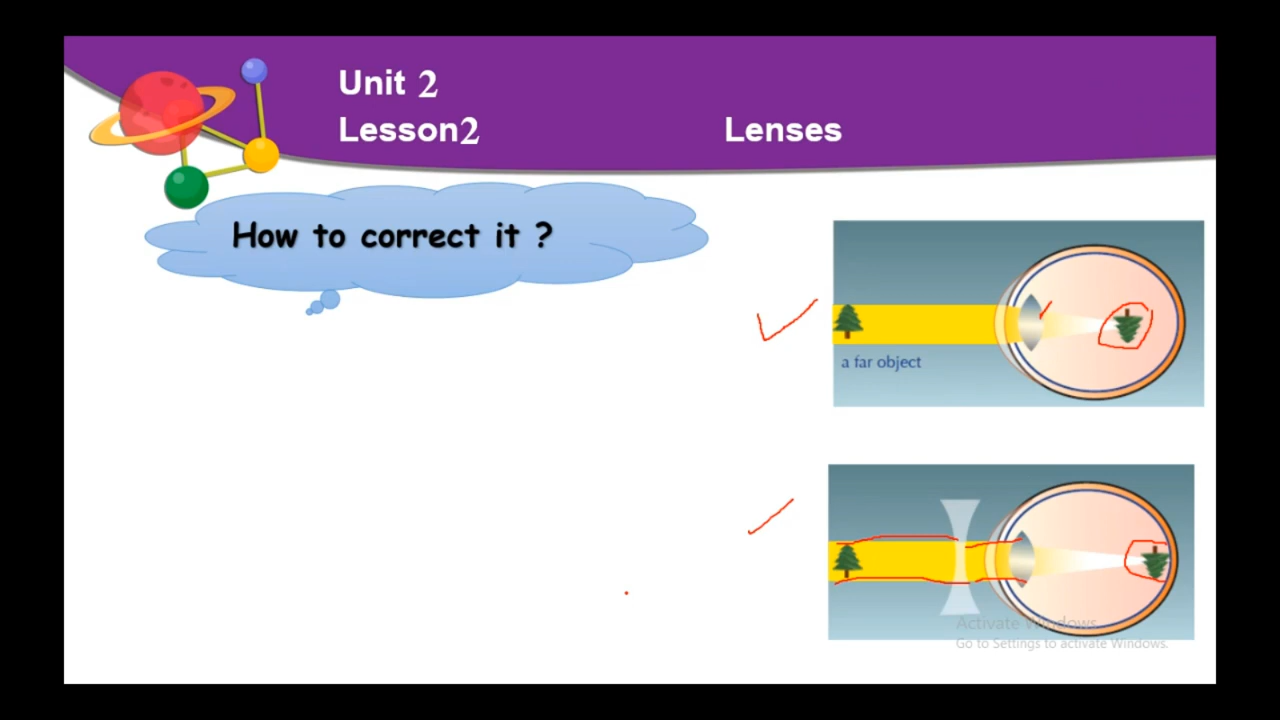 Unit 2
Lesson2 Lenses
How to correct it ?
a far object
Activate Windows
Go to Settings to activate Windows.